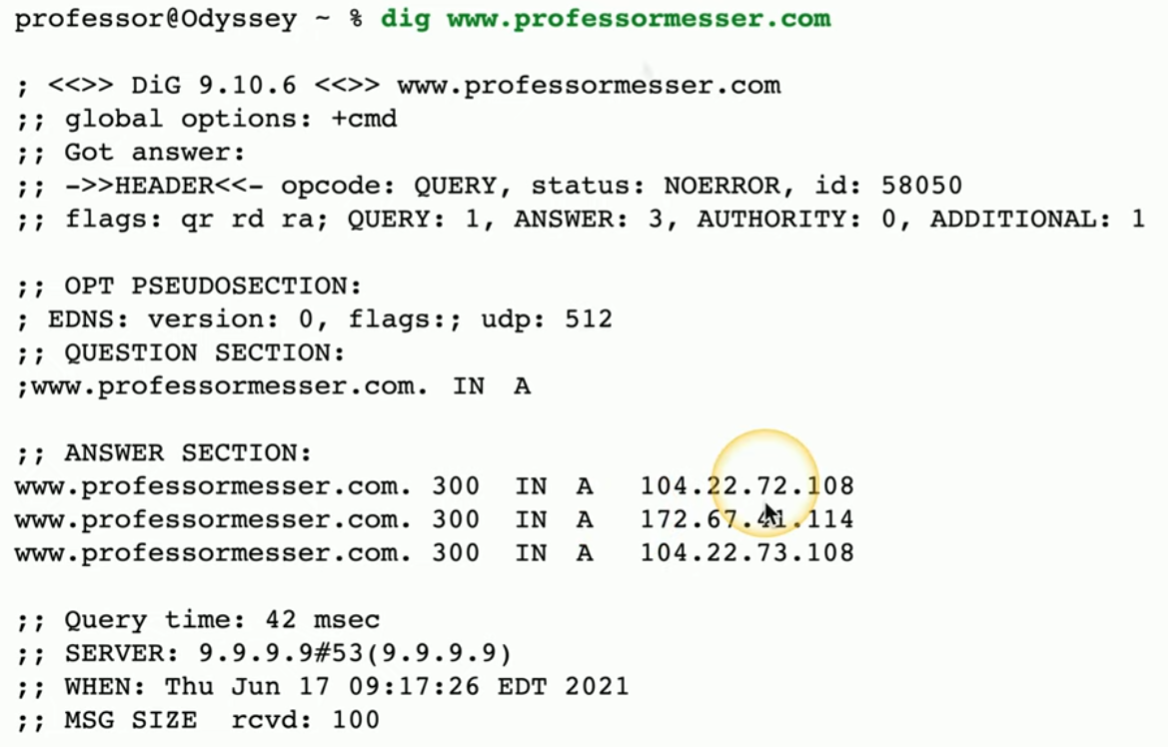 professor@Odyssey ~ % dig www.professormesser.com
; <<>> DiG 9.10.6 <<>> www.professormesser.com
;; global options: +cmd
;; Got answer:
;; ->>HEADER<<- opcode: QUERY, status: NOERROR, id: 58050
;; flags: qr rd ra; QUERY: 1, ANSWER: 3, AUTHORITY: 0, ADDITIONAL: 1
;; OPT PSEUDOSECTION:
; EDNS: version: 0, flags:; udp: 512
;; QUESTION SECTION:
;www.professormesser.com. IN A
;; ANSWER SECTION:
www.professormesser.com. 300 IN A 104.22.72.108
www.professormesser.com. 300 IN A 172.67.41.114
www.professormesser.com. 300 IN A 104.22.73.108
;; Query time: 42 msec
;; SERVER: 9.9.9.9#53(9.9.9.9)
;; WHEN: Thu Jun 17 09:17:26 EDT 2021
;; MSG SIZE rcvd: 100